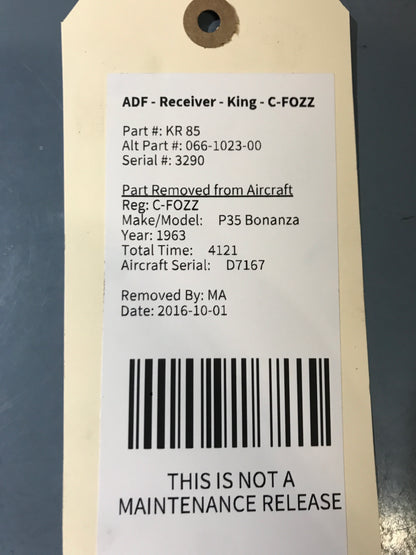 ADF - Receiver - King - C-FOZZ
Part #: KR 85
Alt Part #: 066-1023-00
Serial #: 3290
Part Removed from Aircraft
Reg: C-FOZZ
Make/Model: P35 Bonanza
Year: 1963
Total Time: 4121
Aircraft Serial: D7167
Removed By: MA
Date: 2016-10-01
THIS IS NOT A
MAINTENANCE RELEASE